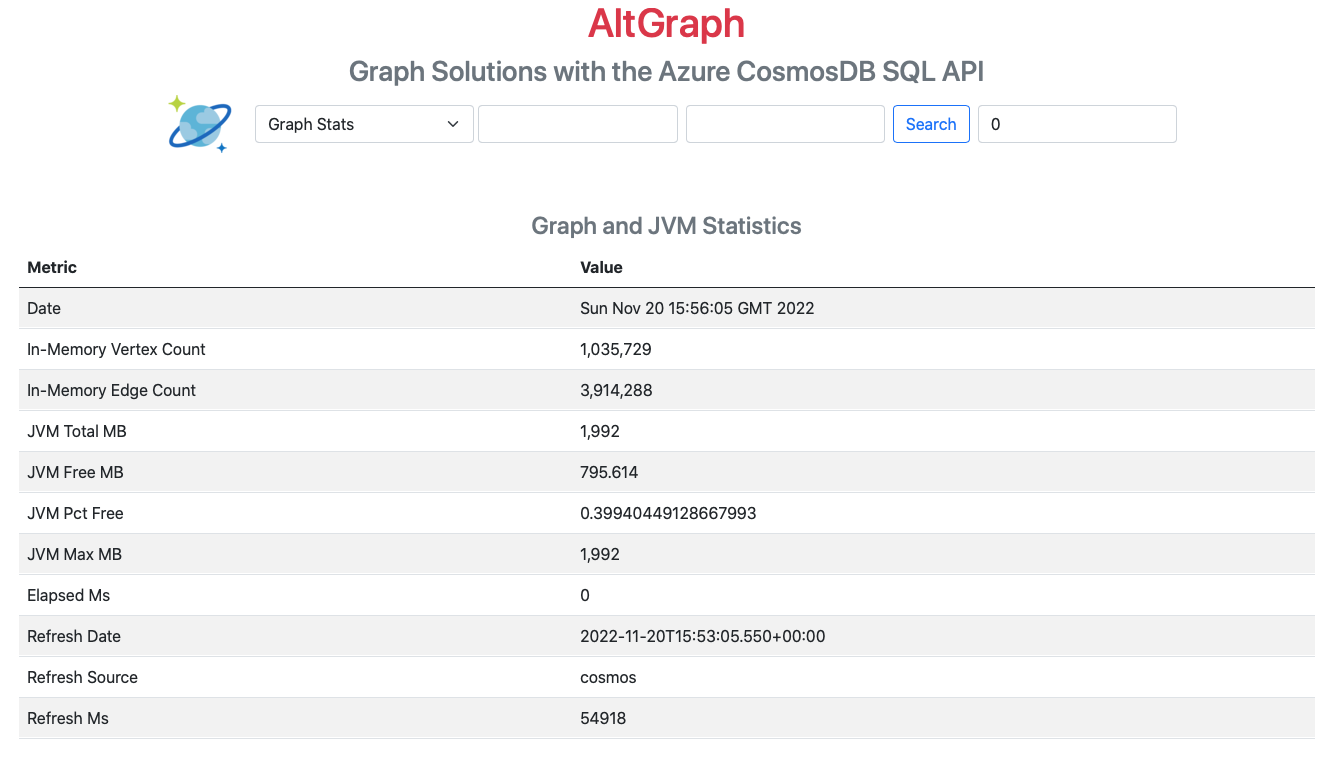 AltGraph
Graph Solutions with the Azure CosmosDB SQL API
Graph Stats Search 0
Graph and JVM Statistics
Metric Value
Date Sun Nov 20 15:56:05 GMT 2022
In-Memory Vertex Count 1,035,729
In-Memory Edge Count 3,914,288
JVM Total MB 1,992
JVM Free MB 795.614
JVM Pct Free 0.39940449128667993
JVM Max MB 1,992
Elapsed Ms 0
Refresh Date 2022-11-20T15:53:05.550+00:00
Refresh Source cosmos
Refresh Ms 54918